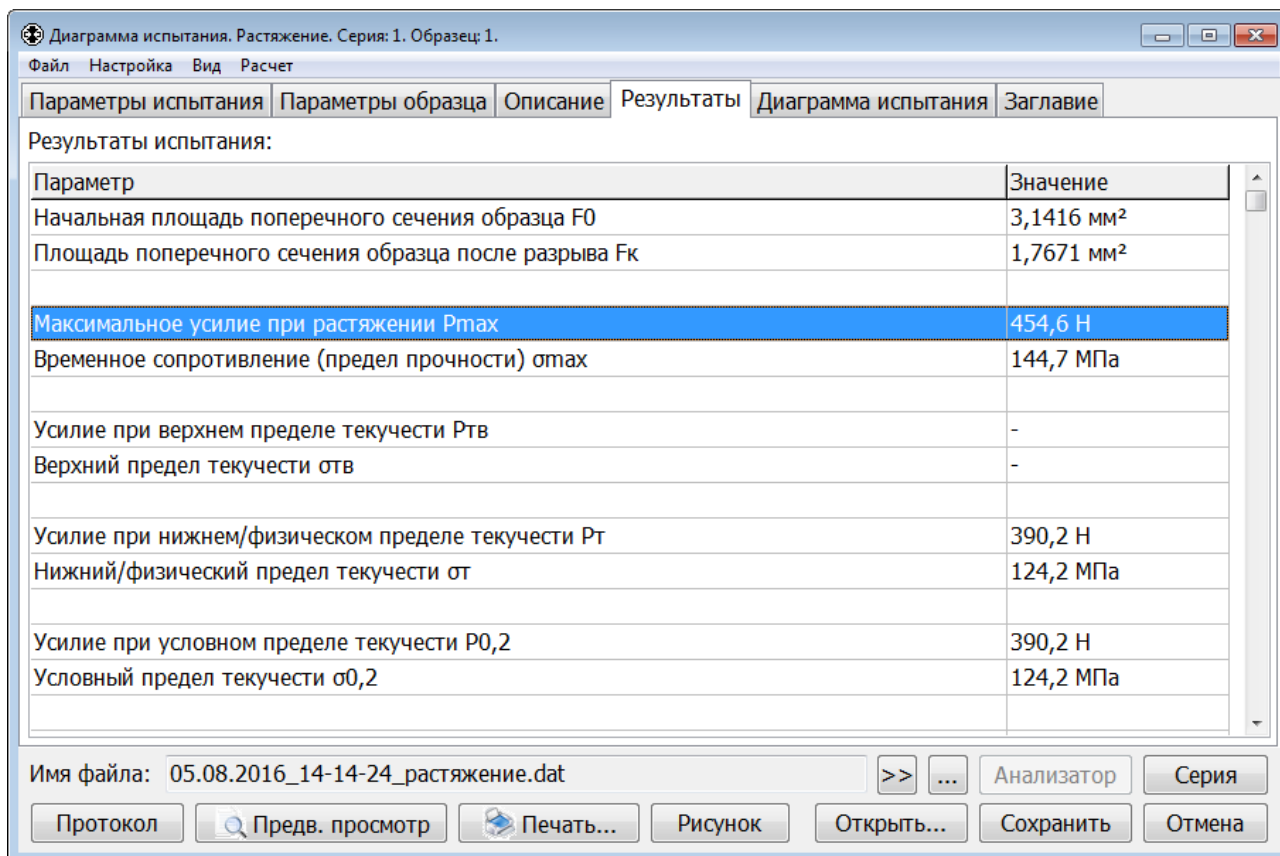 Диаграмма испытания. Растяжение. Серия: 1. Образец: 1.
Файл Настройка Вид Расчет
Параметры испытания Параметры образца Описание Результаты Диаграмма испытания Заглавие
Результаты испытания:
Параметр Значение
Начальная площадь поперечного сечения образца F0 3,1416 мм²
Площадь поперечного сечения образца после разрыва Fк 1,7671 мм²
Максимальное усилие при растяжении Pmax 454,6 Н
Временное сопротивление (предел прочности) σmax 144,7 МПа
Усилие при верхнем пределе текучести Pтв -
Верхний предел текучести σтв -
Усилие при нижнем/физическом пределе текучести Pт 390,2 Н
Нижний/физический предел текучести σт 124,2 МПа
Усилие при условном пределе текучести P0,2 390,2 Н
Условный предел текучести σ0,2 124,2 МПа
Имя файла: 05.08.2016_14-14-24_растяжение.dat >> ... Анализатор Серия
Протокол Предв. просмотр Печать... Рисунок Открыть... Сохранить Отмена